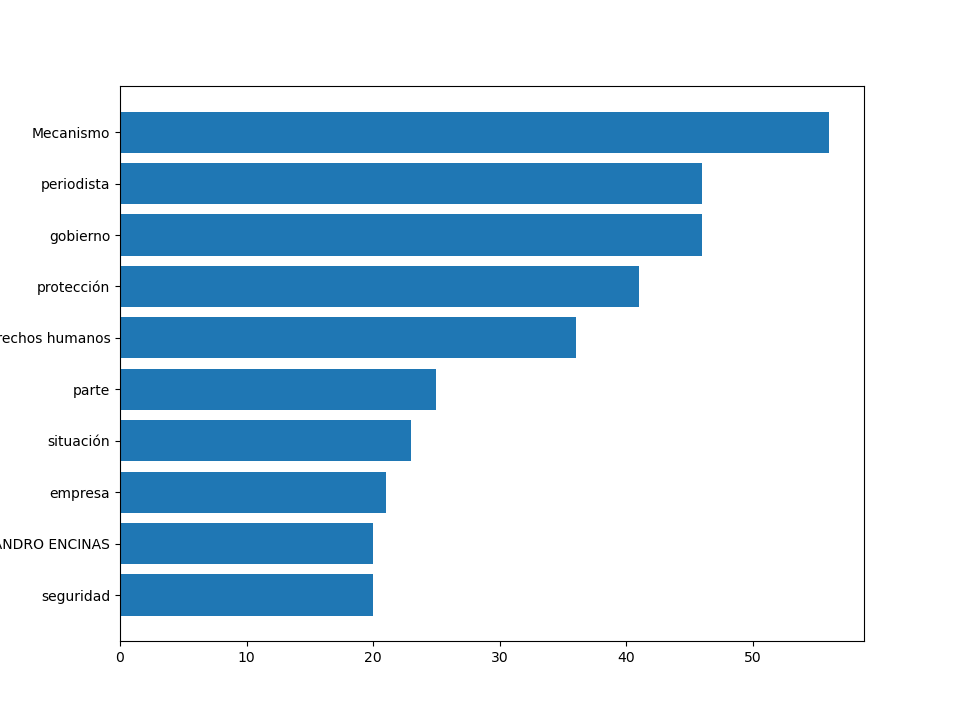 Mecanismo
periodista
gobierno
protección
rechos humanos
parte
situación
empresa
ANDRO ENCINAS
seguridad
0 10 20 30 40 50